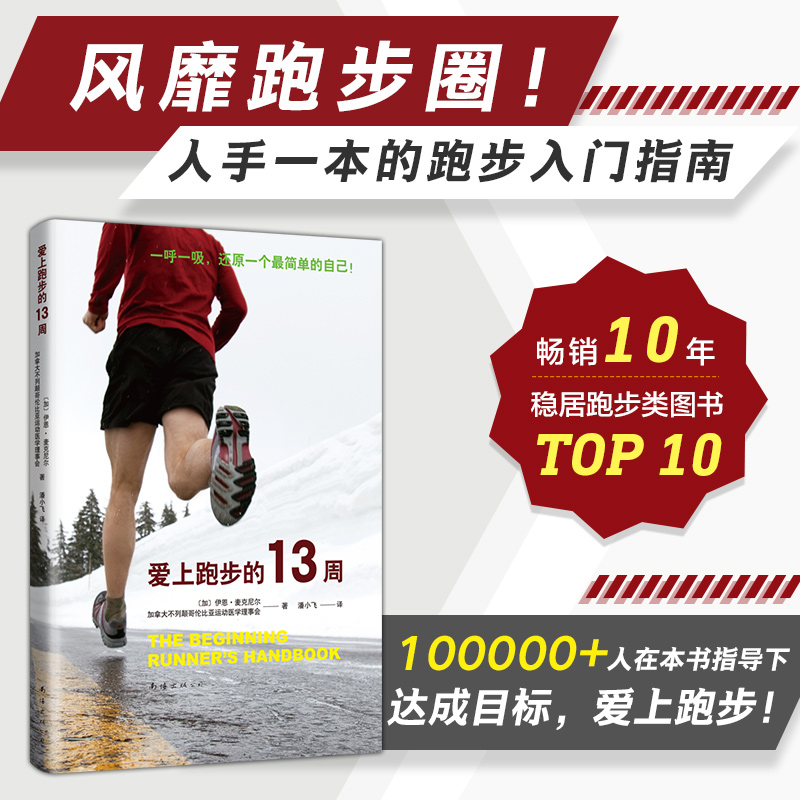 风靡跑步圈！
人手一本的跑步入门指南
爱上跑步的13周
〔加〕伊恩·麦克尼尔
加拿大不列颠哥伦比亚运动医学理事会 著
潘小飞 译
一呼一吸，还原一个最简单的自己！
爱上跑步的13周
〔加〕伊恩·麦克尼尔
加拿大不列颠哥伦比亚运动医学理事会 著 潘小飞 译
THE BEGINNING
RUNNER'S HANDBOOK
南海出版公司
畅销10年
稳居跑步类图书
TOP 10
100000+人在本书指导下
达成目标，爱上跑步！